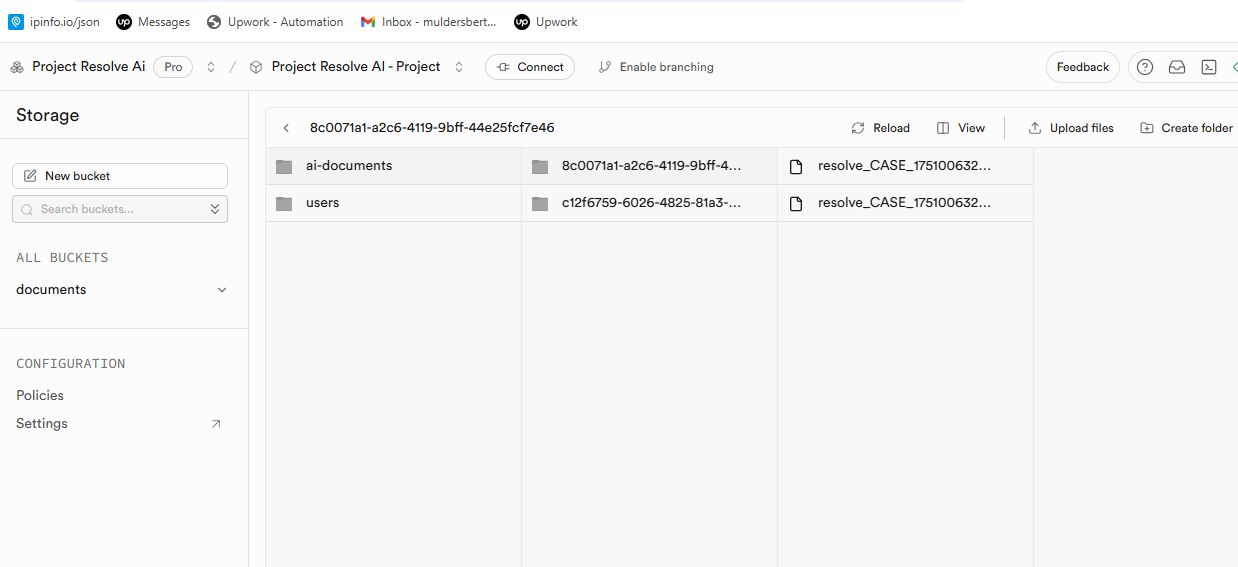 ipinfo.io/json Messages Upwork - Automation Inbox - muldersbert... Upwork
Project Resolve Ai Pro / Project Resolve AI - Project Connect Enable branching Feedback
Storage
8c0071a1-a2c6-4119-9bff-44e25fcf7e46 Reload View Upload files Create folder
New bucket
Search buckets...
ALL BUCKETS
documents
CONFIGURATION
Policies
Settings
ai-documents 8c0071a1-a2c6-4119-9bff-4... resolve_CASE_175100632...
users c12f6759-6026-4825-81a3-... resolve_CASE_175100632...